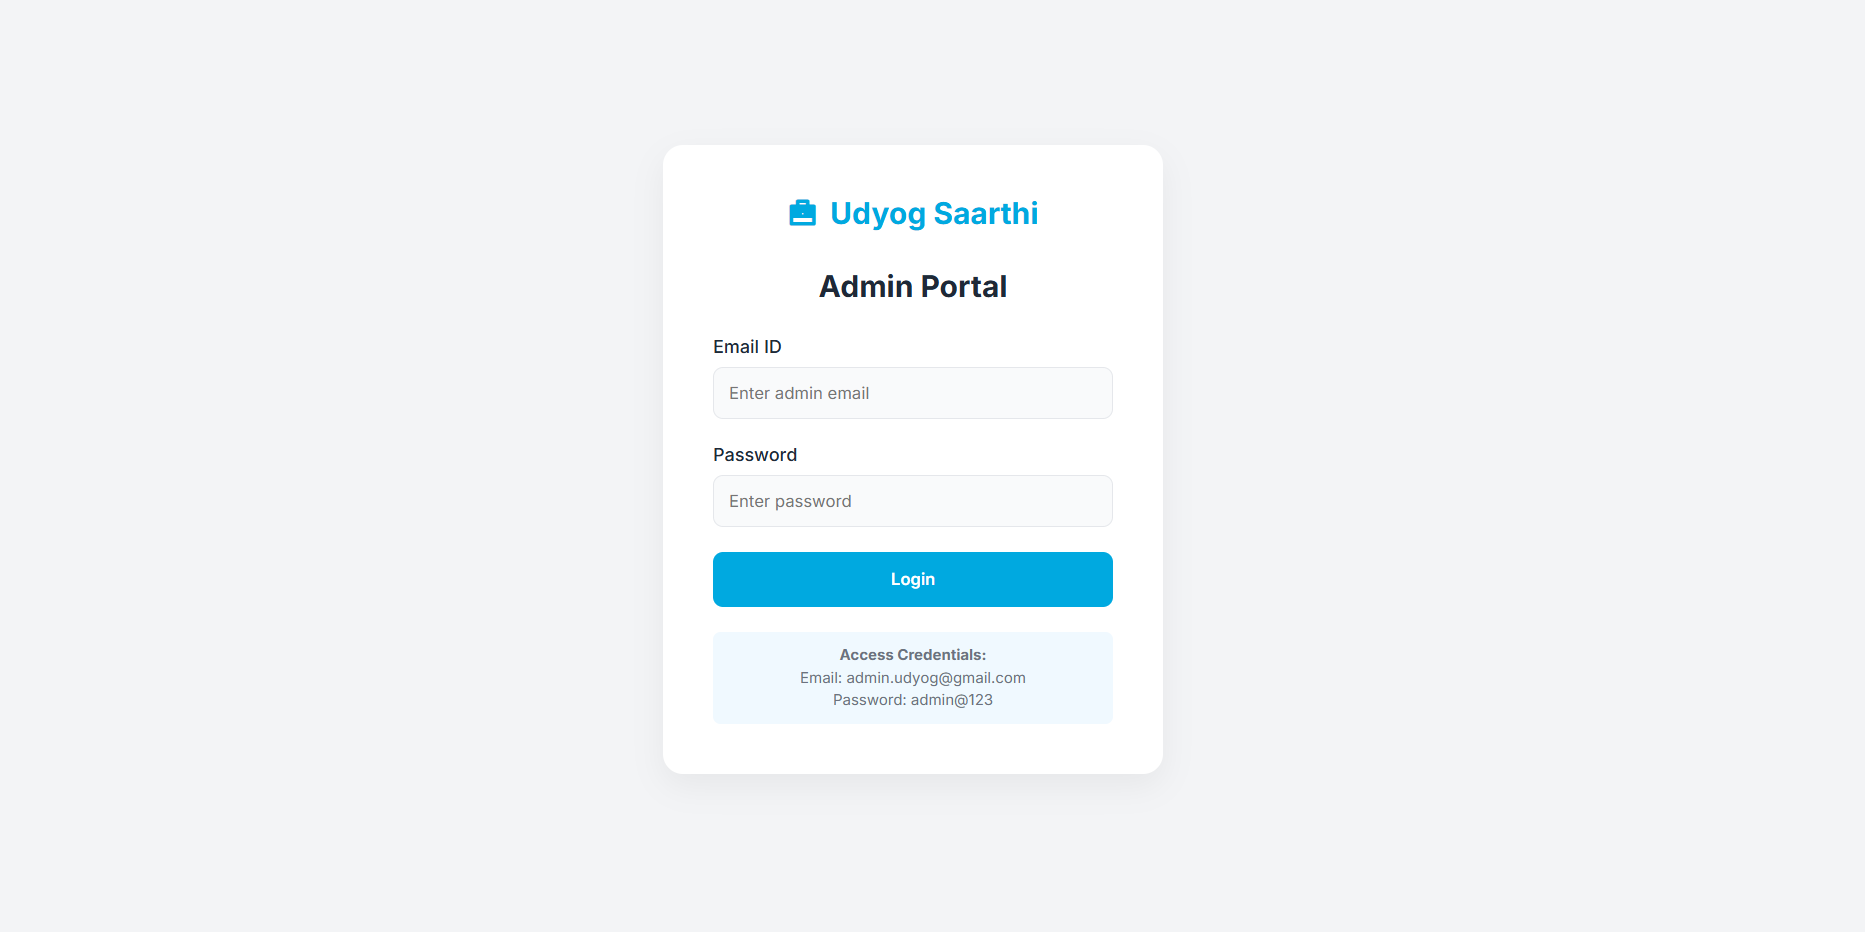 Udyog Saarthi
Admin Portal
Email ID
Enter admin email
Password
Enter password
Login
Access Credentials:
Email: admin.udyog@gmail.com
Password: admin@123